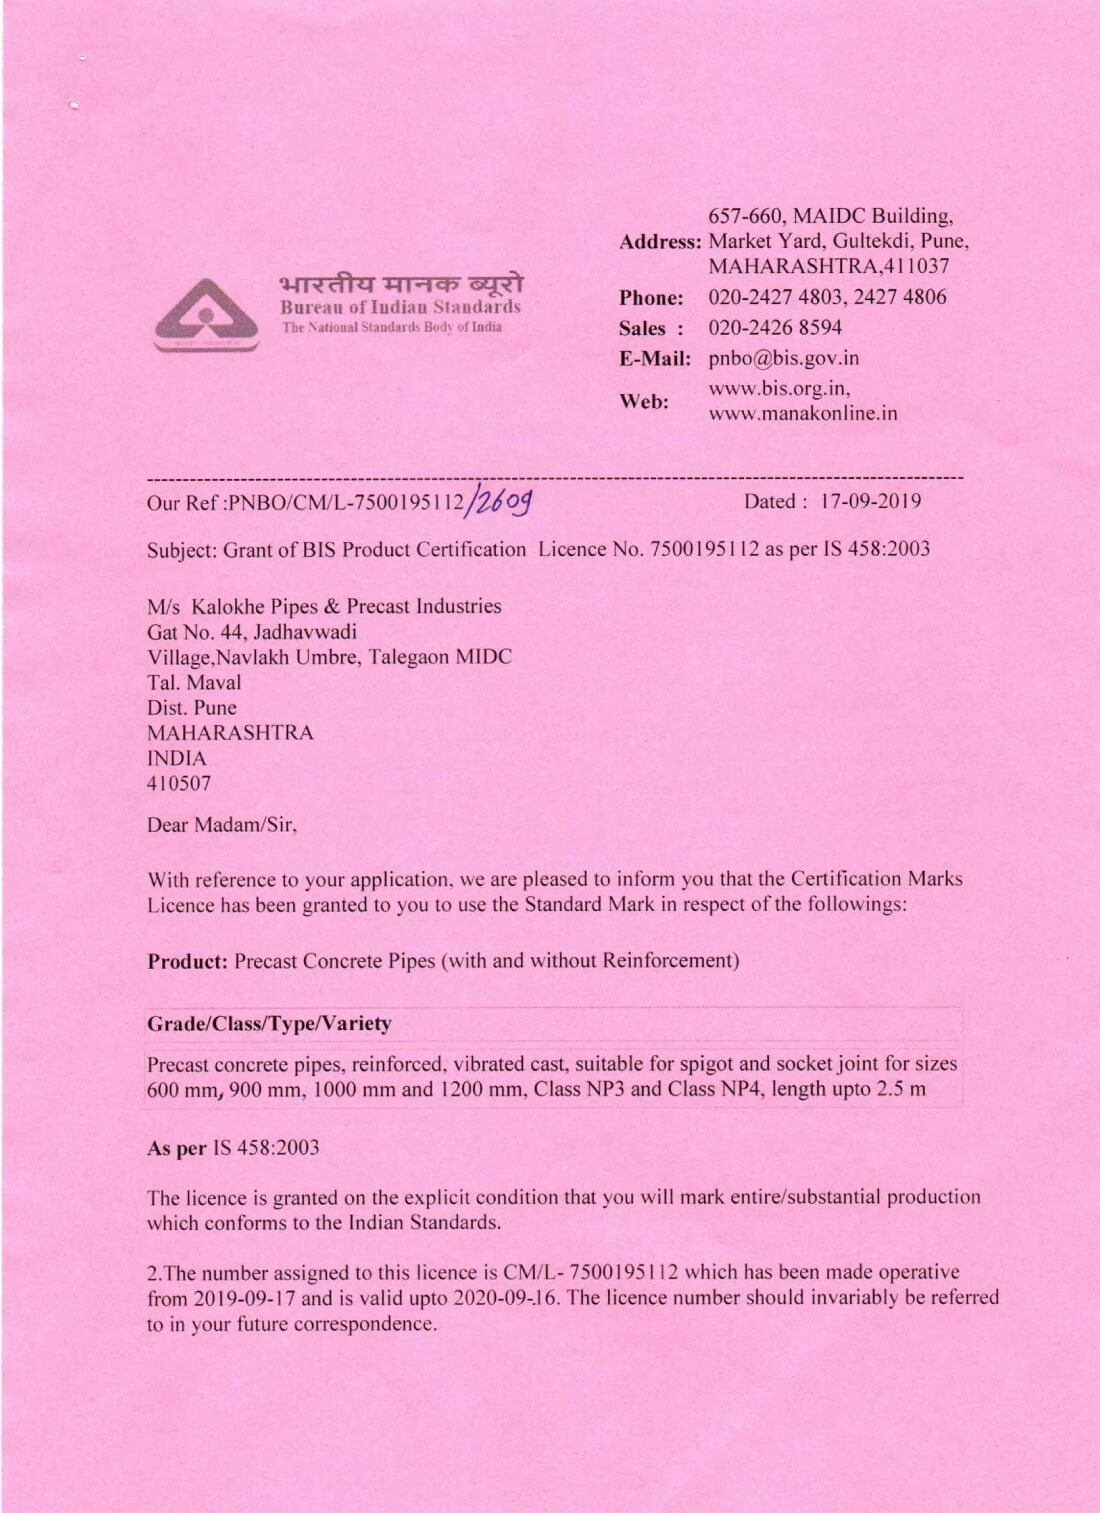 657-660, MAIDC Building,
Address: Market Yard, Gultekdi, Pune,
MAHARASHTRA,411037
भारतीय मानक ब्यूरो
Bureau of Indian Standards
The National Standards Body of India
Phone: 020-2427 4803, 2427 4806
Sales : 020-2426 8594
E-Mail: pnbo@bis.gov.in
Web: www.bis.org.in,
www.manakonline.in
Our Ref :PNBO/CM/L-7500195112/2609 Dated : 17-09-2019
Subject: Grant of BIS Product Certification Licence No. 7500195112 as per IS 458:2003
M/s Kalokhe Pipes & Precast Industries
Gat No. 44, Jadhavwadi
Village,Navlakh Umbre, Talegaon MIDC
Tal. Maval
Dist. Pune
MAHARASHTRA
INDIA
410507
Dear Madam/Sir,
With reference to your application, we are pleased to inform you that the Certification Marks
Licence has been granted to you to use the Standard Mark in respect of the followings:
Product: Precast Concrete Pipes (with and without Reinforcement)
Grade/Class/Type/Variety
Precast concrete pipes, reinforced, vibrated cast, suitable for spigot and socket joint for sizes
600 mm, 900 mm, 1000 mm and 1200 mm, Class NP3 and Class NP4, length upto 2.5 m
As per IS 458:2003
The licence is granted on the explicit condition that you will mark entire/substantial production
which conforms to the Indian Standards.
2.The number assigned to this licence is CM/L- 7500195112 which has been made operative
from 2019-09-17 and is valid upto 2020-09-16. The licence number should invariably be referred
to in your future correspondence.